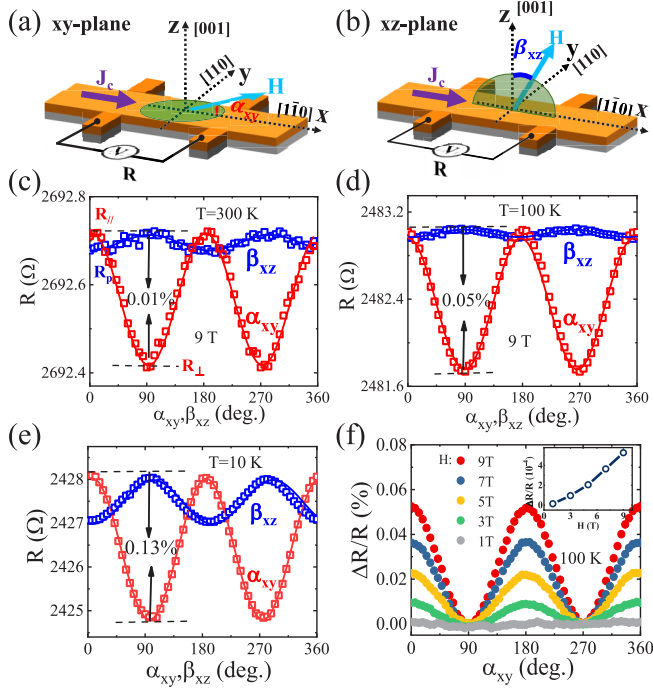 (a) xy-plane
z [001]
[110]
y
H
J_c
α_xy
[11̅0] X
V
R
(b) xz-plane
z [001]
β_xz
H
y
[110]
J_c
[11̅0]
X
V
R
(c)
2692.8
2692.6
2692.4
R (Ω)
R_//
T=300 K
R_p
β_xz
0.01%
α_xy
9 T
R_⊥
0 90 180 270 360
α_xy,β_xz (deg.)
(d)
2483.2
2482.4
2481.6
R (Ω)
T=100 K
β_xz
0.05%
α_xy
9 T
0 90 180 270 360
α_xy,β_xz (deg.)
(e)
2428
2427
2425
2424
R (Ω)
T=10 K
β_xz
0.13%
α_xy
0 90 180 270 360
α_xy,β_xz (deg.)
(f)
0.08
0.06
0.04
0.02
0.00
ΔR/R (%)
H: 9T
7T
5T
3T
1T
ΔR/R (10⁻⁴)
4
2
0
0 3 6 9
H (T)
100 K
0 90 180 270 360
α_xy (deg.)